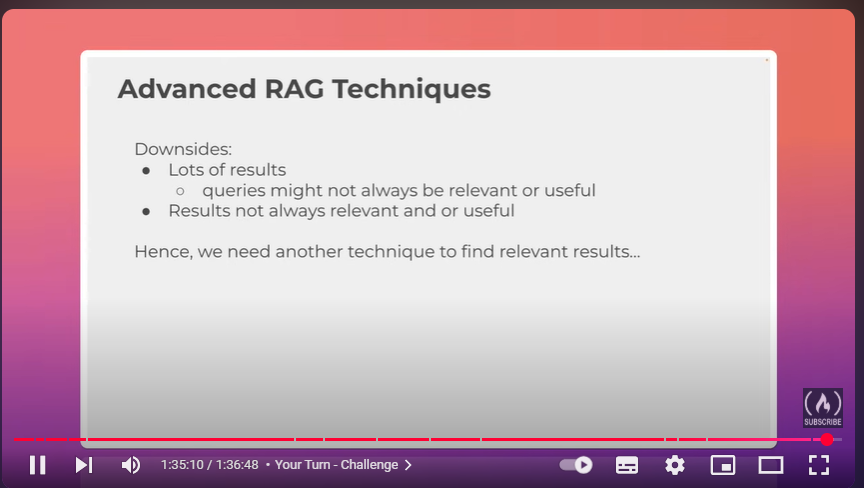 Advanced RAG Techniques
Downsides:
● Lots of results
○ queries might not always be relevant or useful
● Results not always relevant and or useful
Hence, we need another technique to find relevant results...
SUBSCRIBE
1:35:10 / 1:36:48 • Your Turn - Challenge >